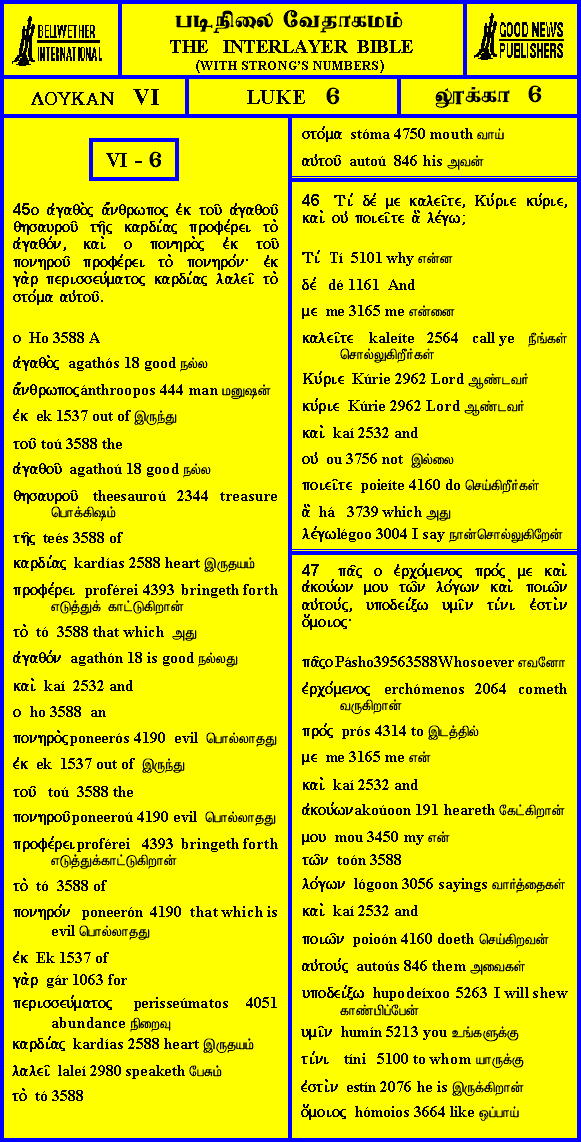 BELLWETHER
INTERNATIONAL
படிநிலை வேதாகமம்
THE INTERLAYER BIBLE
(WITH STRONG'S NUMBERS)
GOOD NEWS
PUBLISHERS
ΛΟΥΚΑΝ VI
LUKE 6
லூக்கா 6
VI - 6
45ο ἀγαθὸς ἄνθρωπος ἐκ τοῦ ἀγαθοῦ
θησαυροῦ τῆς καρδίας προφέρει τὸ
ἀγαθόν, καὶ ο πονηρὸς ἐκ τοῦ
πονηροῦ προφέρει τὸ πονηρόν· ἐκ
γὰρ περισσεύματος καρδίας λαλεῖ τὸ
στόμα αὐτοῦ.
ο Ho 3588 A
ἀγαθὸς agathós 18 good நல்ல
ἄνθρωπος ánthroopos 444 man மனுஷன்
ἐκ ek 1537 out of இருந்து
τοῦ toú 3588 the
ἀγαθοῦ agathoú 18 good நல்ல
θησαυροῦ theesauroú 2344 treasure
பொக்கிஷம்
τῆς teés 3588 of
καρδίας kardías 2588 heart இருதயம்
προφέρει proférei 4393 bringeth forth
எடுத்துக் காட்டுகிறான்
τὸ tó 3588 that which அது
ἀγαθόν agathón 18 is good நல்லது
καὶ kaí 2532 and
ο ho 3588 an
πονηρὸς poneerós 4190 evil பொல்லாதது
ἐκ ek 1537 out of இருந்து
τοῦ toú 3588 the
πονηροῦ poneeroú 4190 evil பொல்லாதது
προφέρει proférei 4393 bringeth forth
எடுத்துக்காட்டுகிறான்
τὸ tó 3588 of
πονηρόν poneerón 4190 that which is
evil பொல்லாதது
ἐκ Ek 1537 of
γὰρ gár 1063 for
περισσεύματος perisseúmatos 4051
abundance நிறைவு
καρδίας kardías 2588 heart இருதயம்
λαλεῖ laleí 2980 speaketh பேசும்
τὸ tó 3588
στόμα stóma 4750 mouth வாய்
αὐτοῦ autoú 846 his அவன்
46 Τί δέ με καλεῖτε, Κύριε κύριε,
καὶ οὐ ποιεῖτε ἃ λέγω;
Τί Tí 5101 why என்ன
δέ dé 1161 And
με me 3165 me என்னை
καλεῖτε kaleíte 2564 call ye நீங்கள்
சொல்லுகிறீர்கள்
Κύριε Kúrie 2962 Lord ஆண்டவர்
κύριε Kúrie 2962 Lord ஆண்டவர்
καὶ kaí 2532 and
οὐ ou 3756 not இல்லை
ποιεῖτε poieíte 4160 do செய்கிறீர்கள்
ἃ há 3739 which அது
λέγω légoo 3004 I say நான்சொல்லுகிறேன்
47 πᾶς ο ἐρχόμενος πρός με καὶ
ἀκούων μου τῶν λόγων καὶ ποιῶν
αὐτούς, υποδείξω υμῖν τίνι ἐστὶν
ὅμοιος·
πᾶς ο Pásho39563588Whosoever எவனோ
ἐρχόμενος erchómenos 2064 cometh
வருகிறான்
πρός prós 4314 to இடத்தில்
με me 3165 me என்
καὶ kaí 2532 and
ἀκούων akoúoon 191 heareth கேட்கிறான்
μου mou 3450 my என்
τῶν toón 3588
λόγων lógoon 3056 sayings வார்த்தைகள்
καὶ kaí 2532 and
ποιῶν poioón 4160 doeth செய்கிறவன்
αὐτούς autoús 846 them அவைகள்
υποδείξω hupodeíxoo 5263 I will shew
காண்பிப்பேன்
υμῖν humín 5213 you உங்களுக்கு
τίνι tíni 5100 to whom யாருக்கு
ἐστὶν estín 2076 he is இருக்கிறான்
ὅμοιος hómoios 3664 like ஒப்பாய்